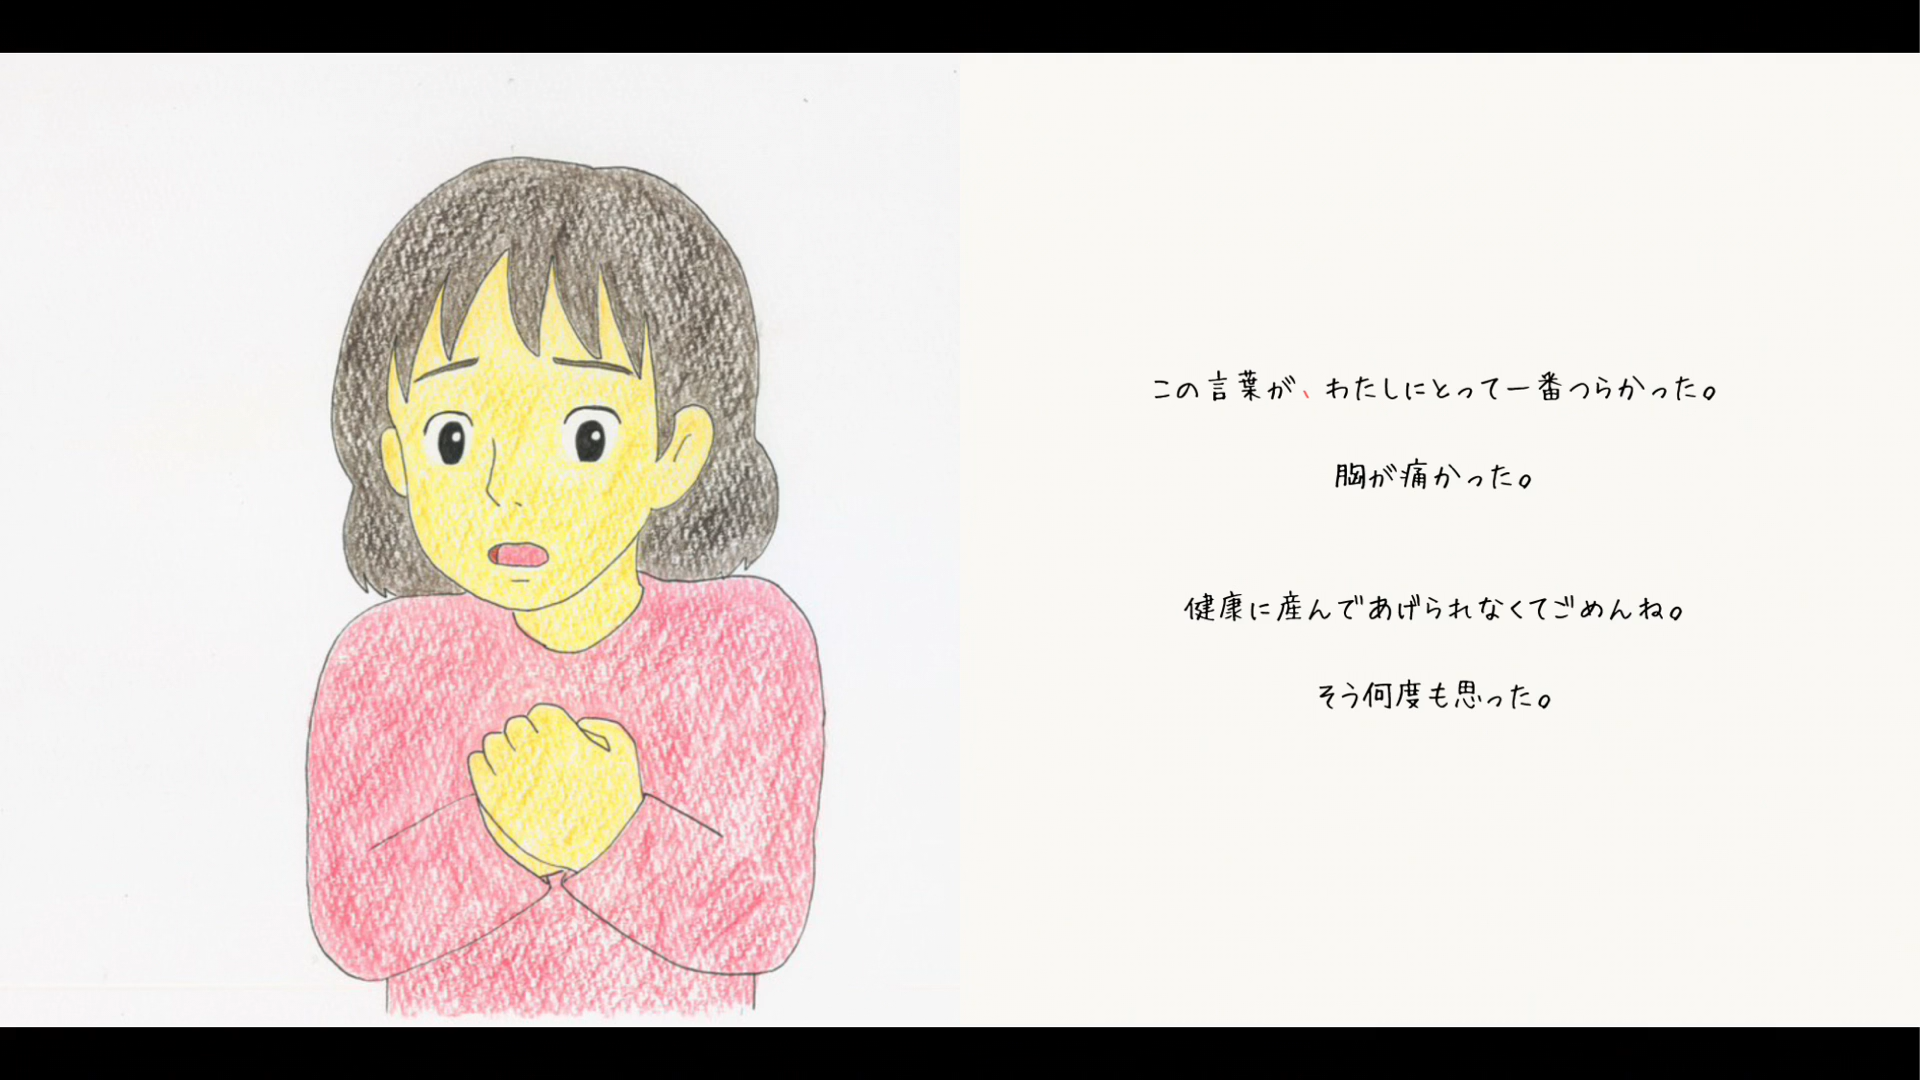 この言葉が、わたしにとって一番つらかった。
胸が痛かった。
健康に産んであげられなくてごめんね。
そう何度も思った。